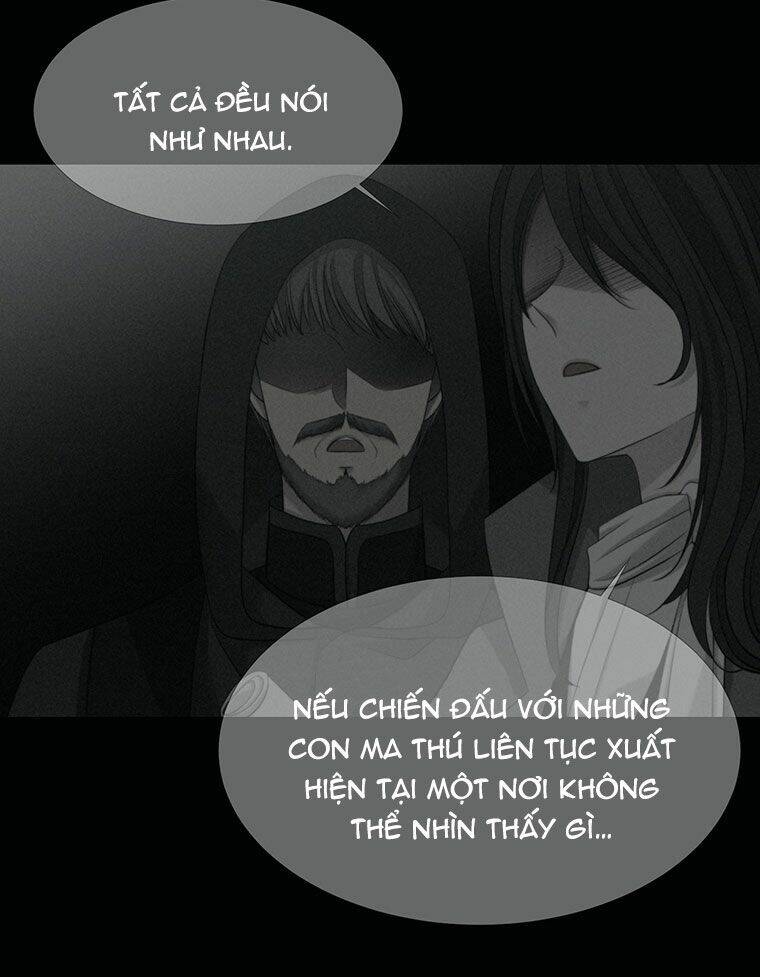 TẤT CẢ ĐỀU NÓI
NHƯ NHAU.
NẾU CHIẾN ĐẤU VỚI NHỮNG
CON MA THÚ LIÊN TỤC XUẤT
HIỆN TẠI MỘT NƠI KHÔNG
THỂ NHÌN THẤY GÌ...